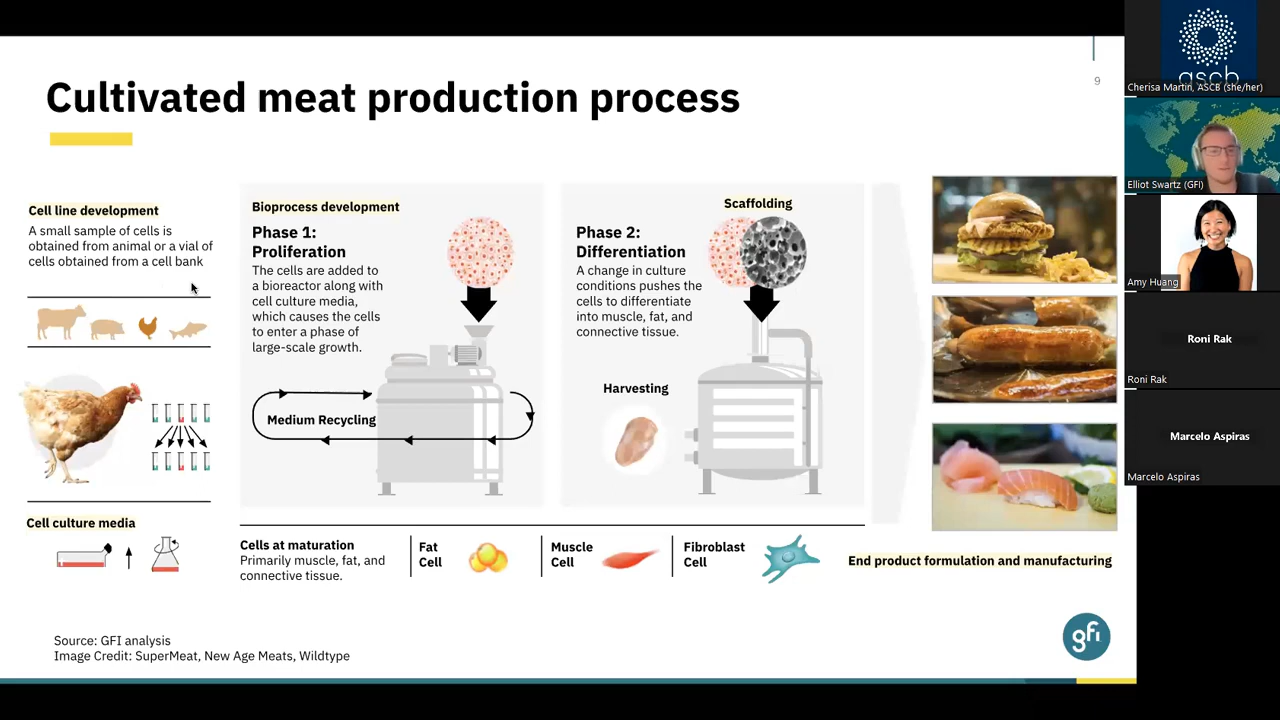 Cultivated meat production process
9
Cell line development
A small sample of cells is
obtained from animal or a vial of
cells obtained from a cell bank
Cell culture media
Bioprocess development
Phase 1:
Proliferation
The cells are added to
a bioreactor along with
cell culture media,
which causes the cells
to enter a phase of
large-scale growth.
Medium Recycling
Scaffolding
Phase 2:
Differentiation
A change in culture
conditions pushes the
cells to differentiate
into muscle, fat, and
connective tissue.
Harvesting
Cells at maturation
Primarily muscle, fat, and
connective tissue.
Fat
Cell
Muscle
Cell
Fibroblast
Cell
End product formulation and manufacturing
Source: GFI analysis
Image Credit: SuperMeat, New Age Meats, Wildtype
gfi
ascb
Cherisa Martin, ASCB (she/her)
Elliot Swartz (GFI)
Amy Huang
Roni Rak
Roni Rak
Marcelo Aspiras
Marcelo Aspiras